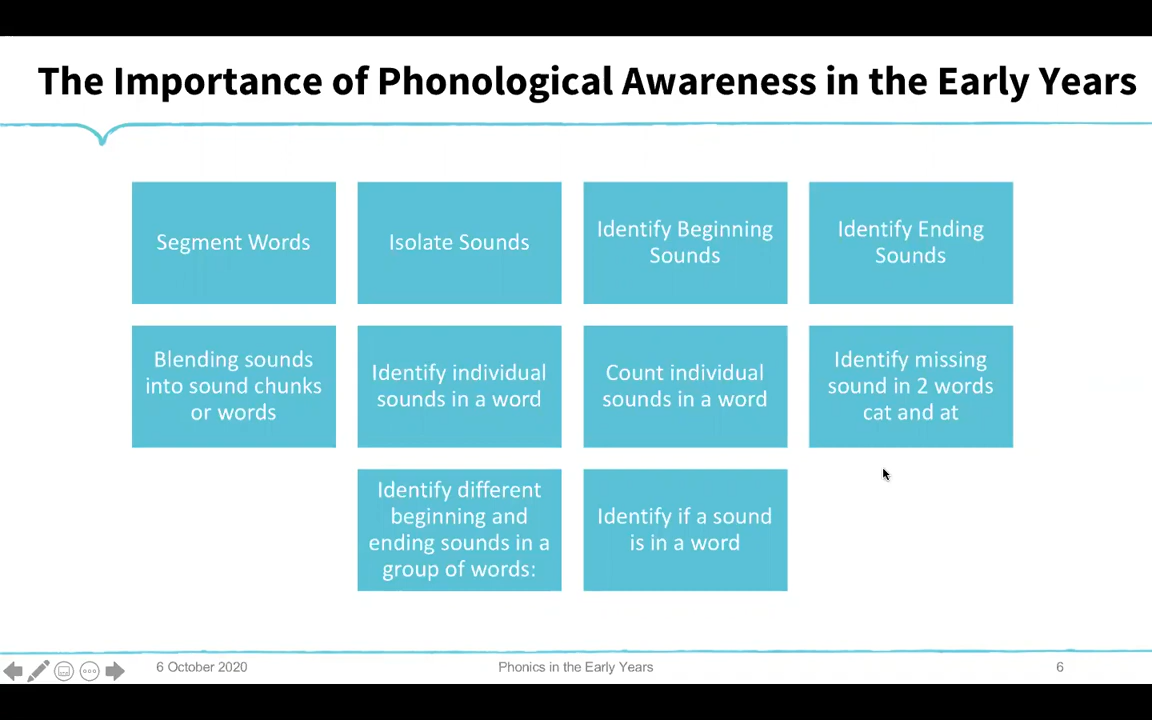 The Importance of Phonological Awareness in the Early Years
Segment Words
Isolate Sounds
Identify Beginning
Sounds
Identify Ending
Sounds
Blending sounds
into sound chunks
or words
Identify individual
sounds in a word
Count individual
sounds in a word
Identify missing
sound in 2 words
cat and at
Identify different
beginning and
ending sounds in a
group of words:
Identify if a sound
is in a word
6 October 2020
Phonics in the Early Years
6